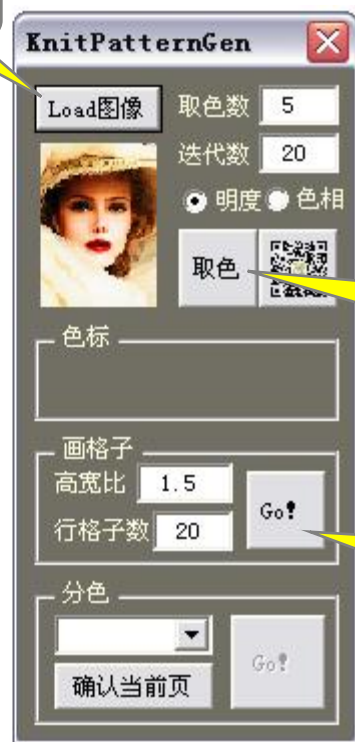 KnitPatternGen
Load图像
取色数 5
迭代数 20
明度 色相
取色
色标
画格子
高宽比 1.5
行格子数 20
Go!
分色
确认当前页
Go!